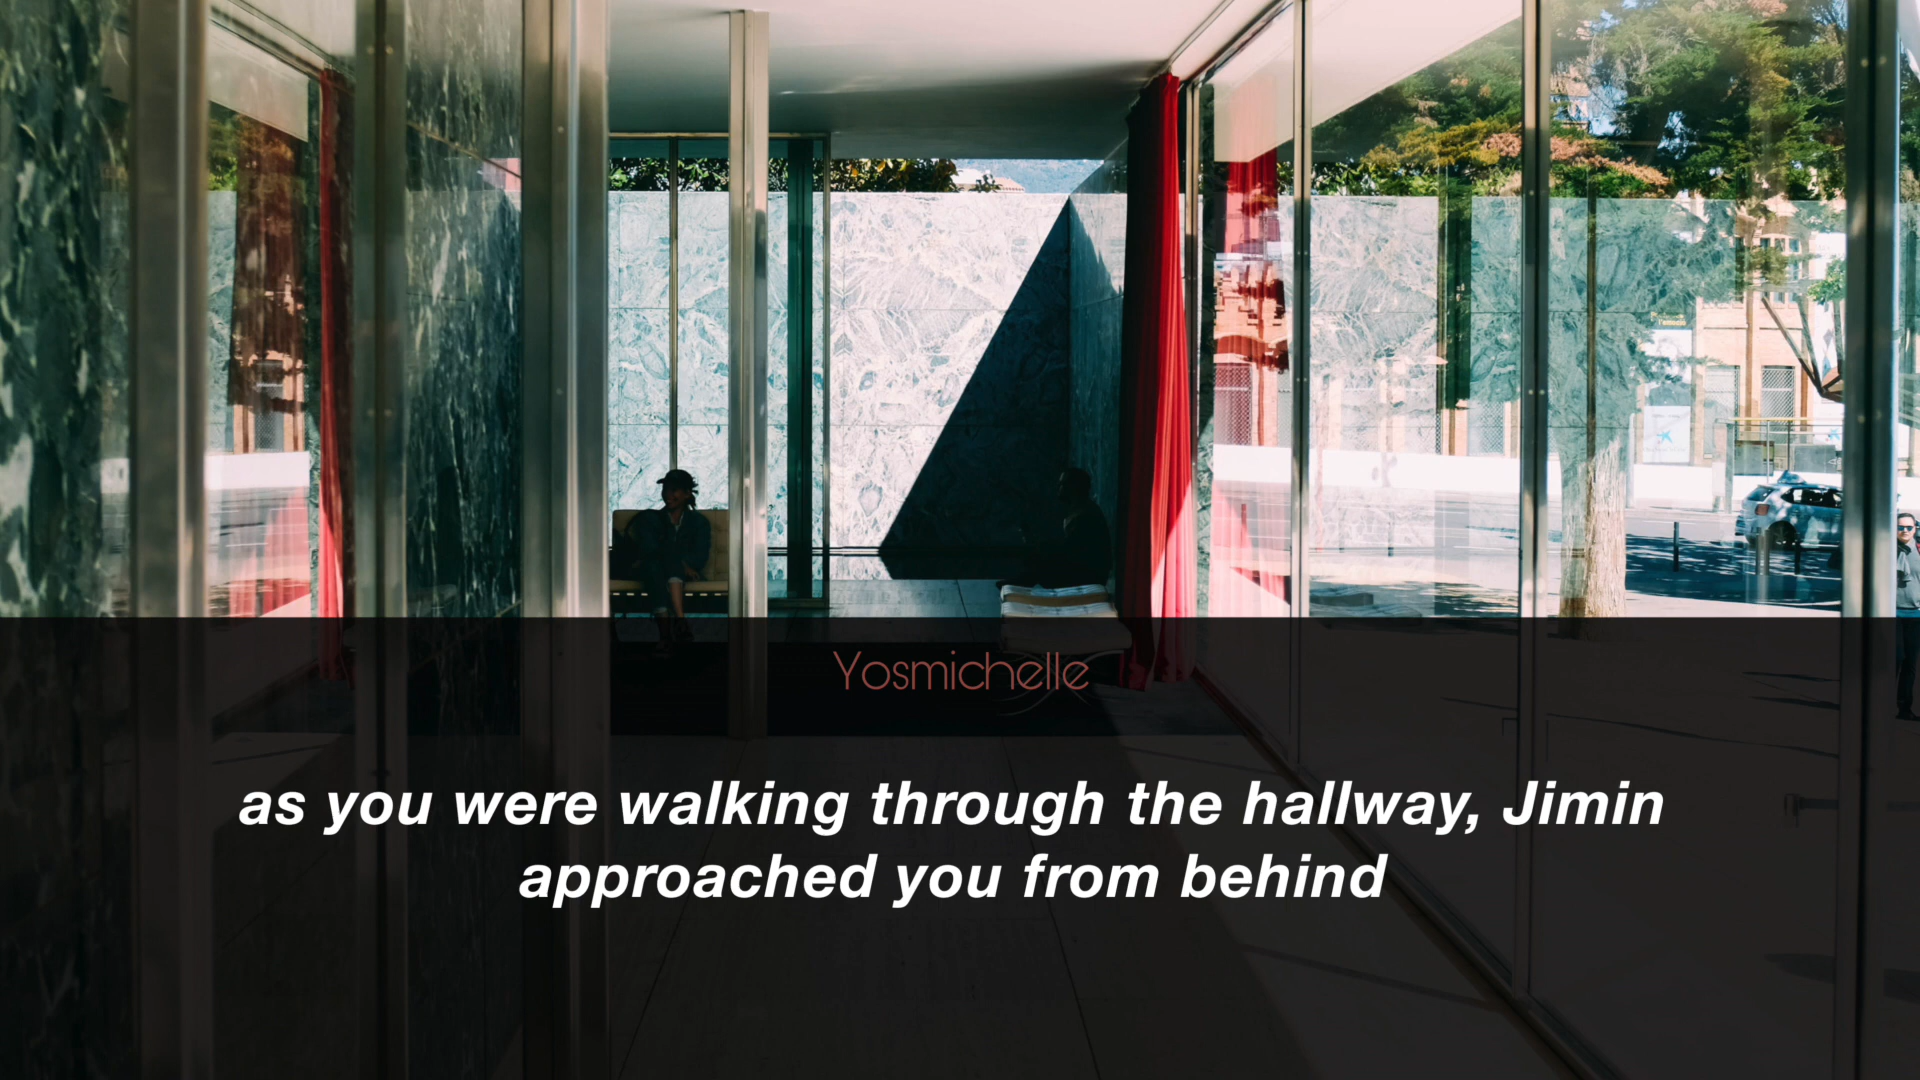 Yosmichelle
as you were walking through the hallway, Jimin
approached you from behind